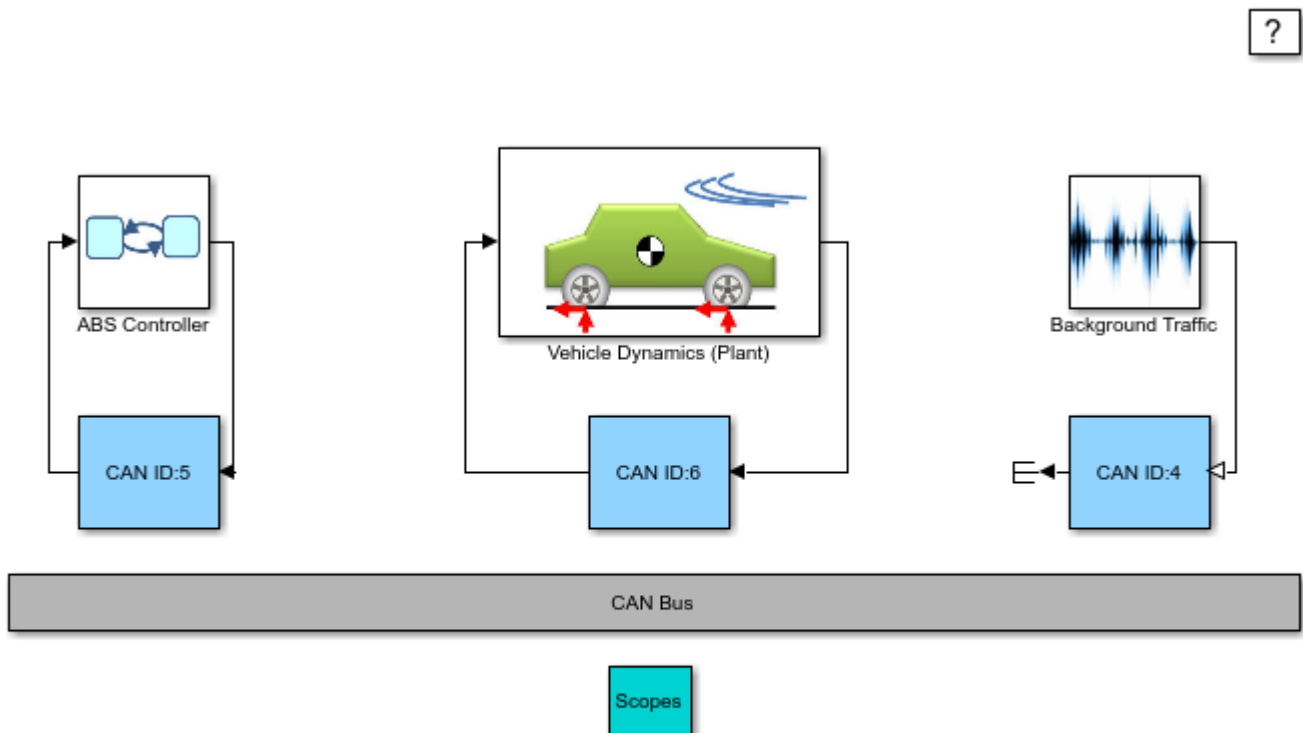 ?
ABS Controller
Vehicle Dynamics (Plant)
Background Traffic
CAN ID:5
CAN ID:6
CAN ID:4
CAN Bus
Scopes